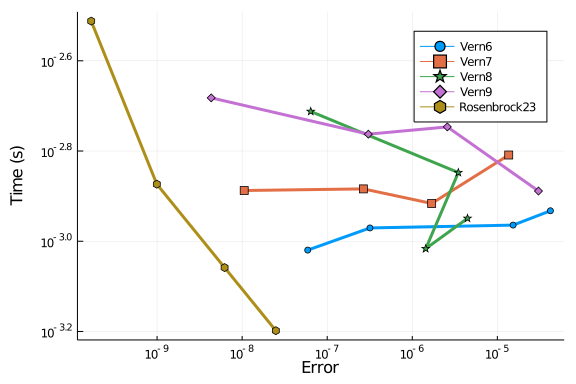 Time (s)
10⁻²·⁶
10⁻²·⁸
10⁻³·⁰
10⁻³·²
Vern6
Vern7
Vern8
Vern9
Rosenbrock23
10⁻⁹ 10⁻⁸ 10⁻⁷ 10⁻⁶ 10⁻⁵
Error